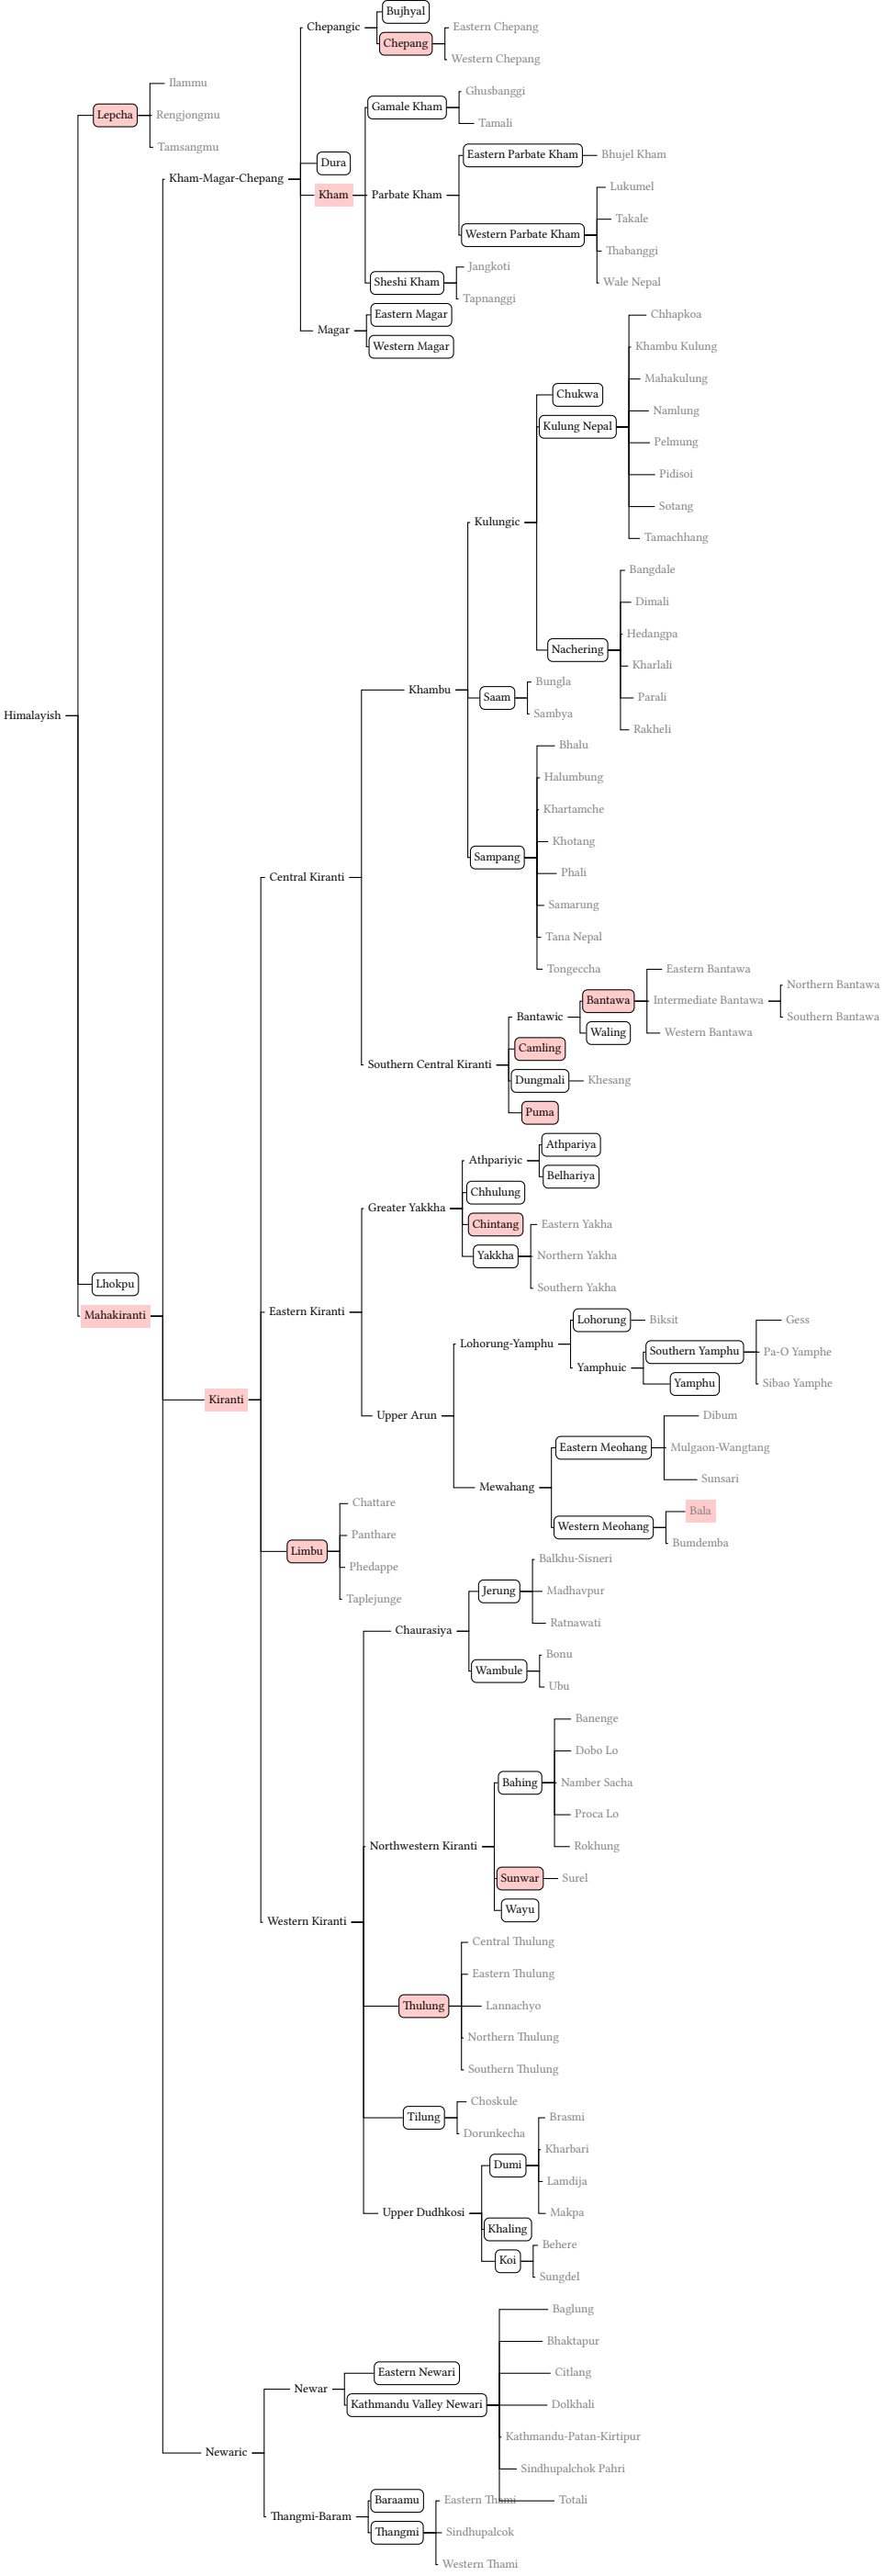 Bujhyal
Chepangic
Eastern Chepang
Chepang
Western Chepang
Ilammu
Ghusbanggi
Gamale Kham
Lepcha
Rengjongmu
Tamali
Tamsangmu
Eastern Parbate Kham
Bhujel Kham
Dura
Kham-Magar-Chepang
Lukumel
Kham
Parbate Kham
Takale
Western Parbate Kham
Thabanggi
Jangkoti
Sheshi Kham
Wale Nepal
Tapnanggi
Eastern Magar
Chhapkoa
Magar
Western Magar
Khambu Kulung
Mahakulung
Chukwa
Namlung
Kulung Nepal
Pelmung
Pidisoi
Sotang
Kulungic
Tamachhang
Bangdale
Dimali
Hedangpa
Nachering
Kharlali
Bungla
Khambu
Saam
Parali
Sambya
Himalayish
Rakheli
Bhalu
Halumbung
Khartamche
Khotang
Sampang
Phali
Central Kiranti
Samarung
Tana Nepal
Tongeccha
Eastern Bantawa
Northern Bantawa
Bantawa
Intermediate Bantawa
Bantawic
Southern Bantawa
Waling
Western Bantawa
Camling
Southern Central Kiranti
Dungmali
Khesang
Puma
Athpariya
Athpariyic
Belhariya
Chhulung
Greater Yakkha
Chintang
Eastern Yakha
Yakkha
Northern Yakha
Lhokpu
Southern Yakha
Mahakiranti
Eastern Kiranti
Lohorung
Biksit
Gess
Lohorung-Yamphu
Southern Yamphu
Pa-O Yamphe
Yamphuic
Yamphu
Sibao Yamphe
Kiranti
Upper Arun
Dibum
Eastern Meohang
Mulgaon-Wangtang
Sunsari
Mewahang
Chattare
Bala
Western Meohang
Panthare
Bumdemba
Limbu
Balkhu-Sisneri
Phedappe
Jerung
Madhavpur
Taplejunge
Ratnawati
Chaurasiya
Bonu
Wambule
Ubu
Banenge
Dobo Lo
Bahing
Namber Sacha
Proca Lo
Northwestern Kiranti
Rokhung
Sunwar
Surel
Wayu
Western Kiranti
Central Thulung
Eastern Thulung
Thulung
Lannachyo
Northern Thulung
Southern Thulung
Choskule
Tilung
Brasmi
Dorunkecha
Kharbari
Dumi
Lamdija
Upper Dudhkosi
Makpa
Khaling
Behere
Koi
Sungdel
Baglung
Bhaktapur
Eastern Newari
Citlang
Newar
Kathmandu Valley Newari
Dolkhali
Kathmandu-Patan-Kirtipur
Newaric
Sindhupalchok Pahri
Baraamu
Eastern Thami
Totali
Thangmi-Baram
Thangmi
Sindhupalcok
Western Thami